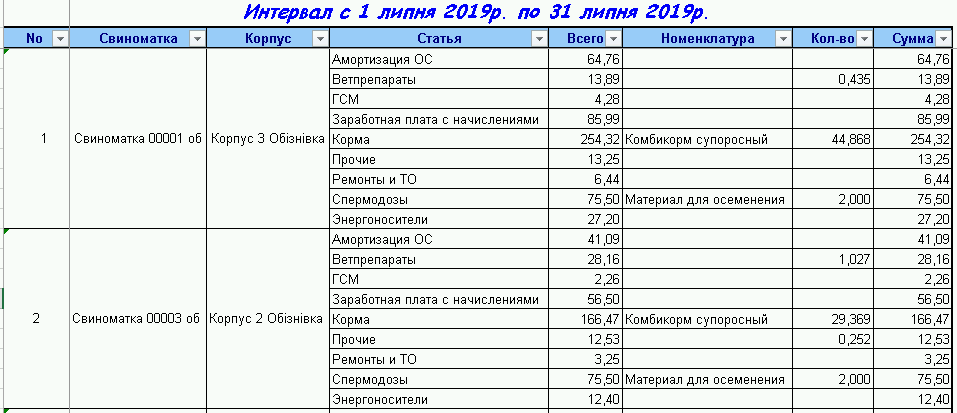 Интервал с 1 липня 2019р. по 31 липня 2019р.
No Свиноматка Корпус Статья Всего Номенклатура Кол-во Сумма
Амортизация ОС 64,76 64,76
Ветпрепараты 13,89 0,435 13,89
ГСМ 4,28 4,28
Заработная плата с начислениями 85,99 85,99
1 Свиноматка 00001 об Корпус 3 Обізнівка Корма 254,32 Комбикорм супоросный 44,868 254,32
Прочие 13,25 13,25
Ремонты и ТО 6,44 6,44
Спермодозы 75,50 Материал для осеменения 2,000 75,50
Энергоносители 27,20 27,20
Амортизация ОС 41,09 41,09
Ветпрепараты 28,16 1,027 28,16
ГСМ 2,26 2,26
Заработная плата с начислениями 56,50 56,50
2 Свиноматка 00003 об Корпус 2 Обізнівка Корма 166,47 Комбикорм супоросный 29,369 166,47
Прочие 12,53 0,252 12,53
Ремонты и ТО 3,25 3,25
Спермодозы 75,50 Материал для осеменения 2,000 75,50
Энергоносители 12,40 12,40